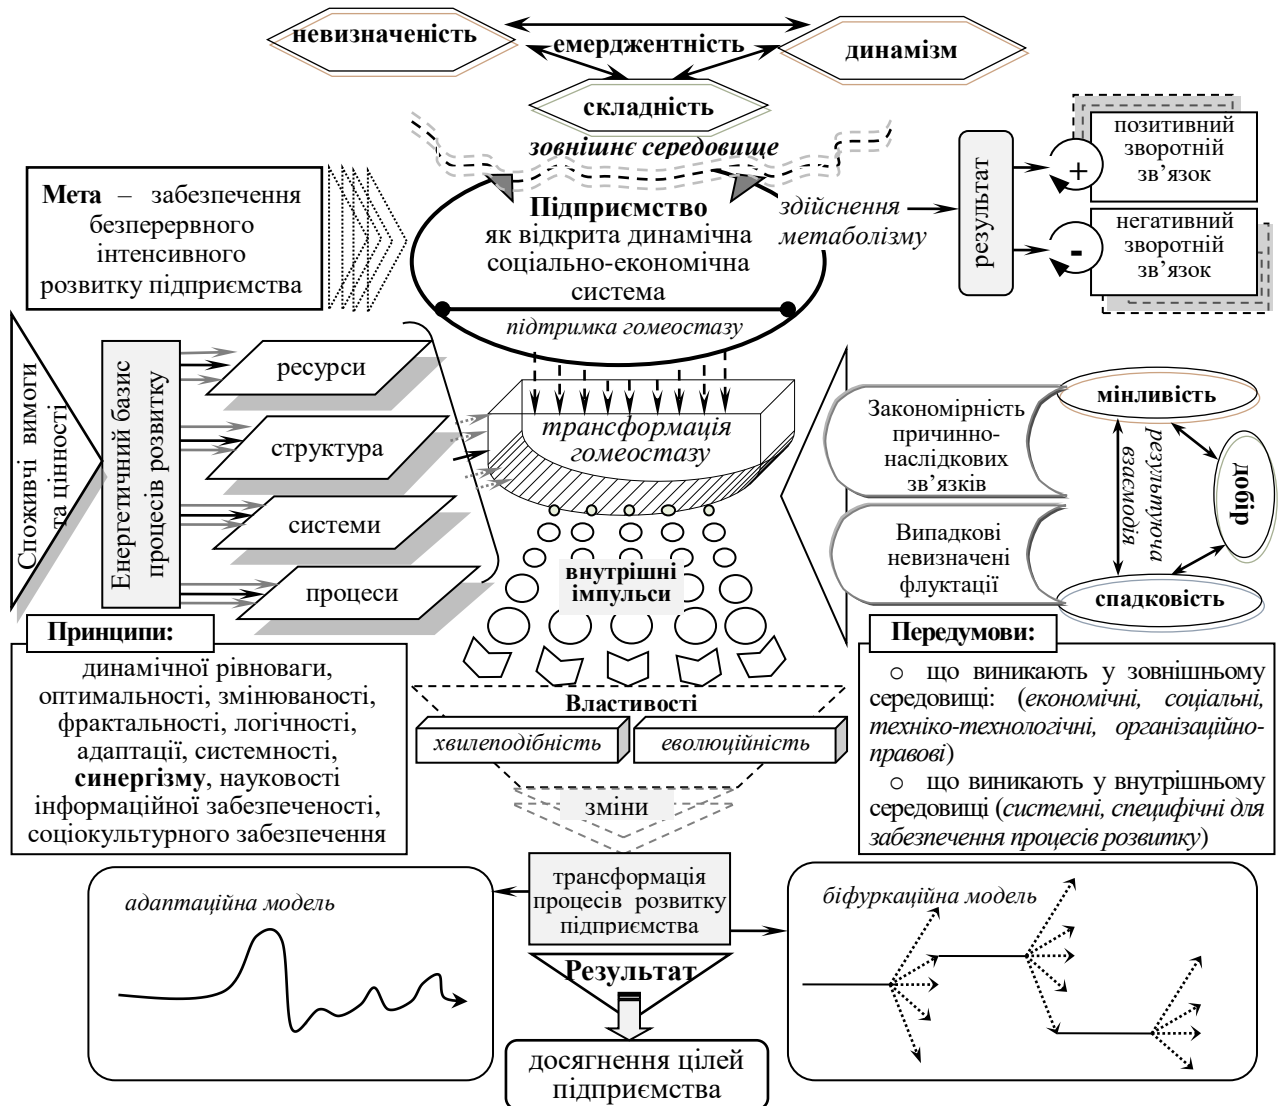 невизначеність
емерджентність
динамізм
складність
зовнішнє середовище
Мета – забезпечення
безперервного
інтенсивного
розвитку підприємства
Підприємство
як відкрита динамічна
соціально-економічна
система
підтримка гомеостазу
здійснення
метаболізму
результат
+
позитивний
зворотній
зв’язок
-
негативний
зворотній
зв’язок
Споживчі вимоги
та цінності
Енергетичний базис
процесів розвитку
ресурси
структура
системи
процеси
трансформація
гомеостазу
внутрішні
імпульси
Закономірність
причинно-
наслідкових
зв’язків
Випадкові
невизначені
флуктації
мінливість
результуюча
взаємодія
добір
спадковість
Принципи:
динамічної рівноваги,
оптимальності, змінюваності,
фрактальності, логічності,
адаптації, системності,
синергізму, науковості
інформаційної забезпеченості,
соціокультурного забезпечення
Властивості
хвилеподібність
еволюційність
зміни
Передумови:
o що виникають у зовнішньому
середовищі: (економічні, соціальні,
техніко-технологічні, організаційно-
правові)
o що виникають у внутрішньому
середовищі (системні, специфічні для
забезпечення процесів розвитку)
адаптаційна модель
трансформація
процесів розвитку
підприємства
біфуркаційна модель
Результат
досягнення цілей
підприємства